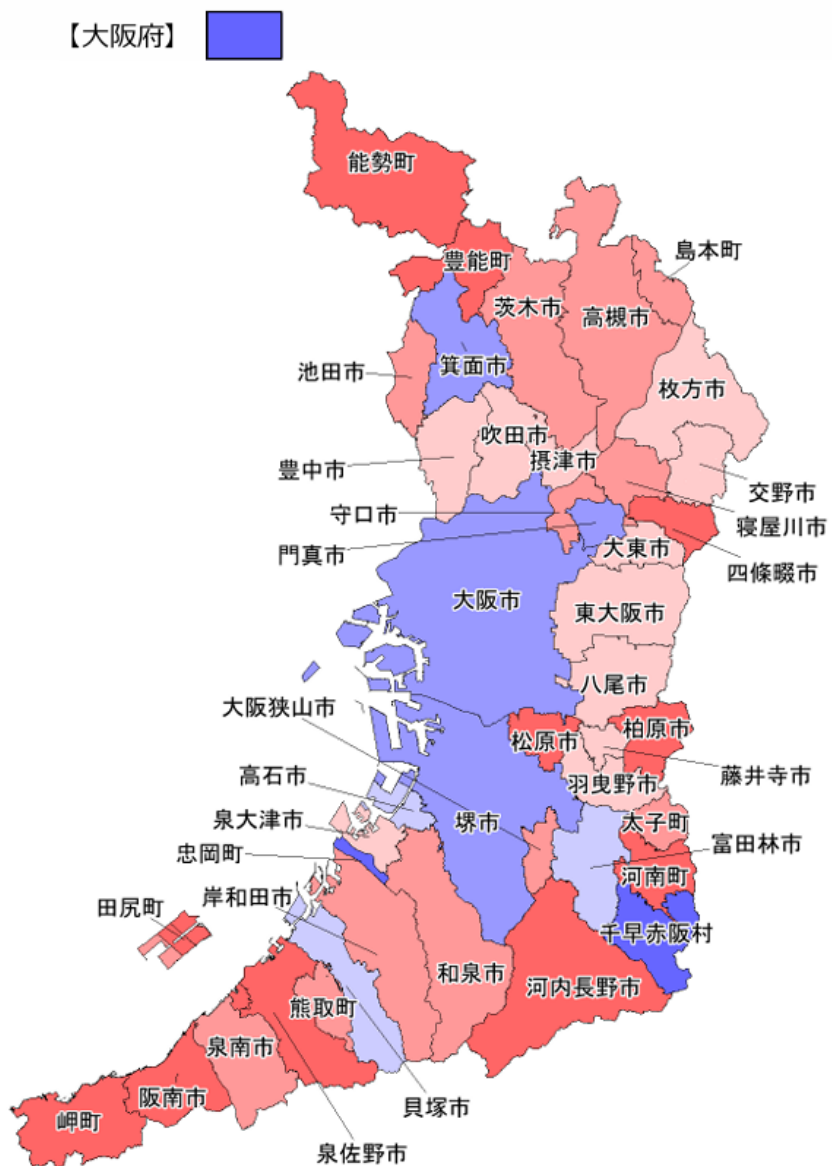 【大阪府】
能勢町
豊能町
島本町
茨木市
高槻市
箕面市
池田市
枚方市
吹田市
摂津市
豊中市
交野市
守口市
寝屋川市
門真市
大東市
四條畷市
大阪市
東大阪市
八尾市
大阪狭山市
柏原市
松原市
高石市
藤井寺市
羽曳野市
泉大津市
堺市
太子町
富田林市
忠岡町
河南町
岸和田市
田尻町
千早赤阪村
和泉市
河内長野市
熊取町
泉南市
阪南市
貝塚市
岬町
泉佐野市